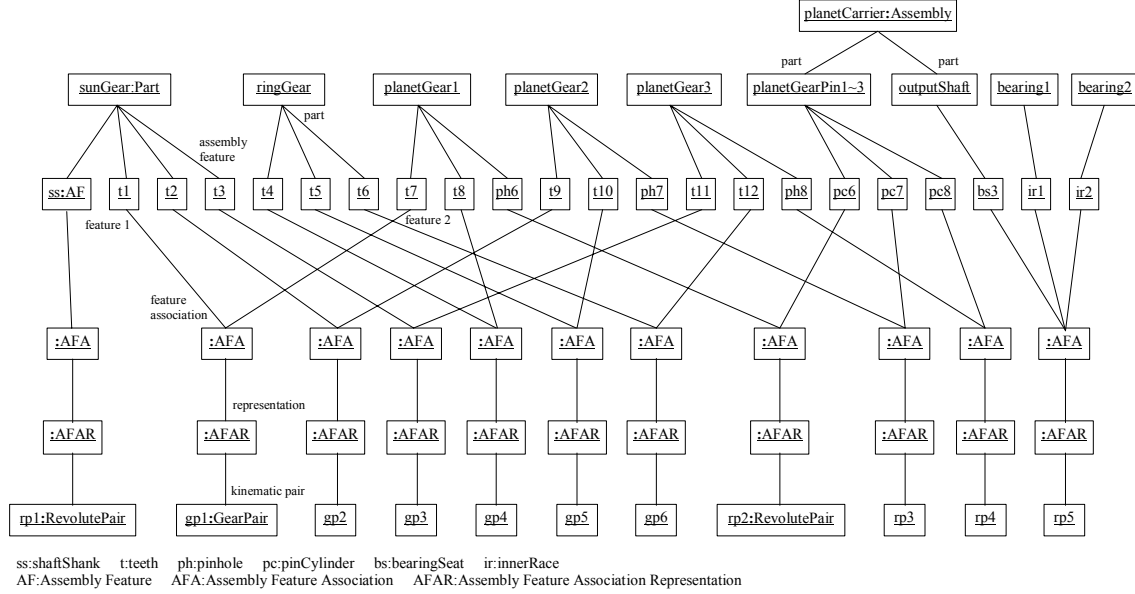 planetCarrier:Assembly
part
part
sunGear:Part
ringGear
planetGear1
planetGear2
planetGear3
planetGearPin1~3
outputShaft
bearing1
bearing2
part
assembly
feature
ss:AF
t1
t2
t3
t4
t5
t6
t7
t8
ph6
t9
t10
ph7
t11
t12
ph8
pc6
pc7
pc8
bs3
ir1
ir2
feature 1
feature 2
feature
association
:AFA
:AFA
:AFA
:AFA
:AFA
:AFA
:AFA
:AFA
:AFA
:AFA
:AFA
representation
:AFAR
:AFAR
:AFAR
:AFAR
:AFAR
:AFAR
:AFAR
:AFAR
:AFAR
:AFAR
:AFAR
kinematic pair
rp1:RevolutePair
gp1:GearPair
gp2
gp3
gp4
gp5
gp6
rp2:RevolutePair
rp3
rp4
rp5
ss:shaftShank t:teeth ph:pinhole pc:pinCylinder bs:bearingSeat ir:innerRace
AF:Assembly Feature AFA:Assembly Feature Association AFAR:Assembly Feature Association Representation